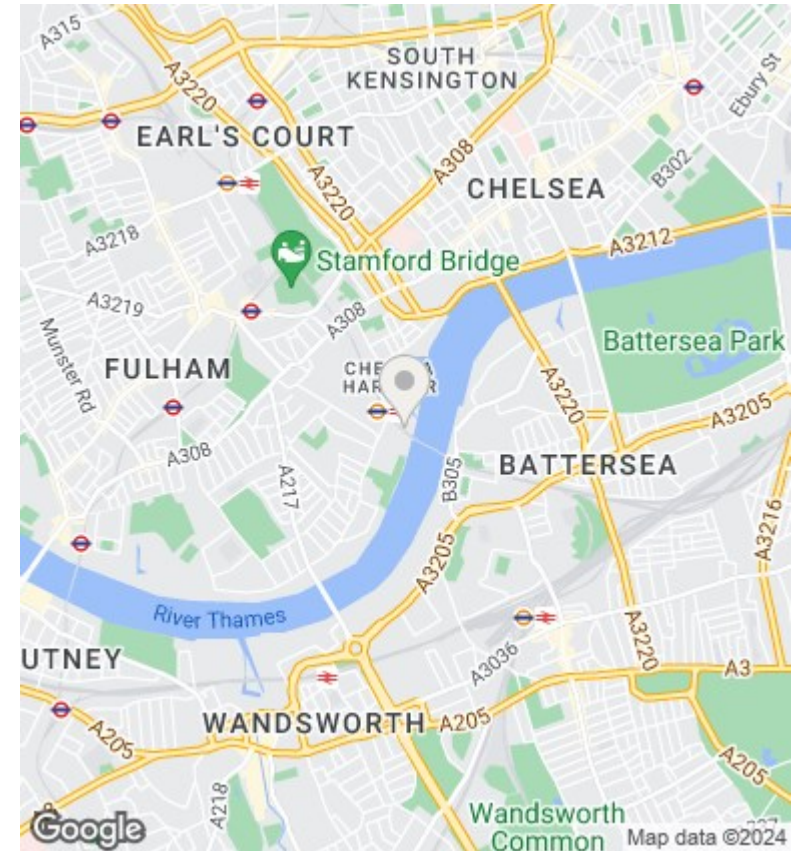 A315
A3220
SOUTH
KENSINGTON
Ebury St
EARL'S COURT
A3220
A308
B302
CHELSEA
A3218
A3220
A3212
Stamford Bridge
A3219
A308
Munster Rd
Battersea Park
FULHAM
A3220
A3205
A308
A217
B305
BATTERSEA
A3216
A3205
River Thames
A3220
UTNEY
A3036
A3
WANDSWORTH
A205
A205
A205
A218
Wandsworth
Common
Google
Map data ©2024